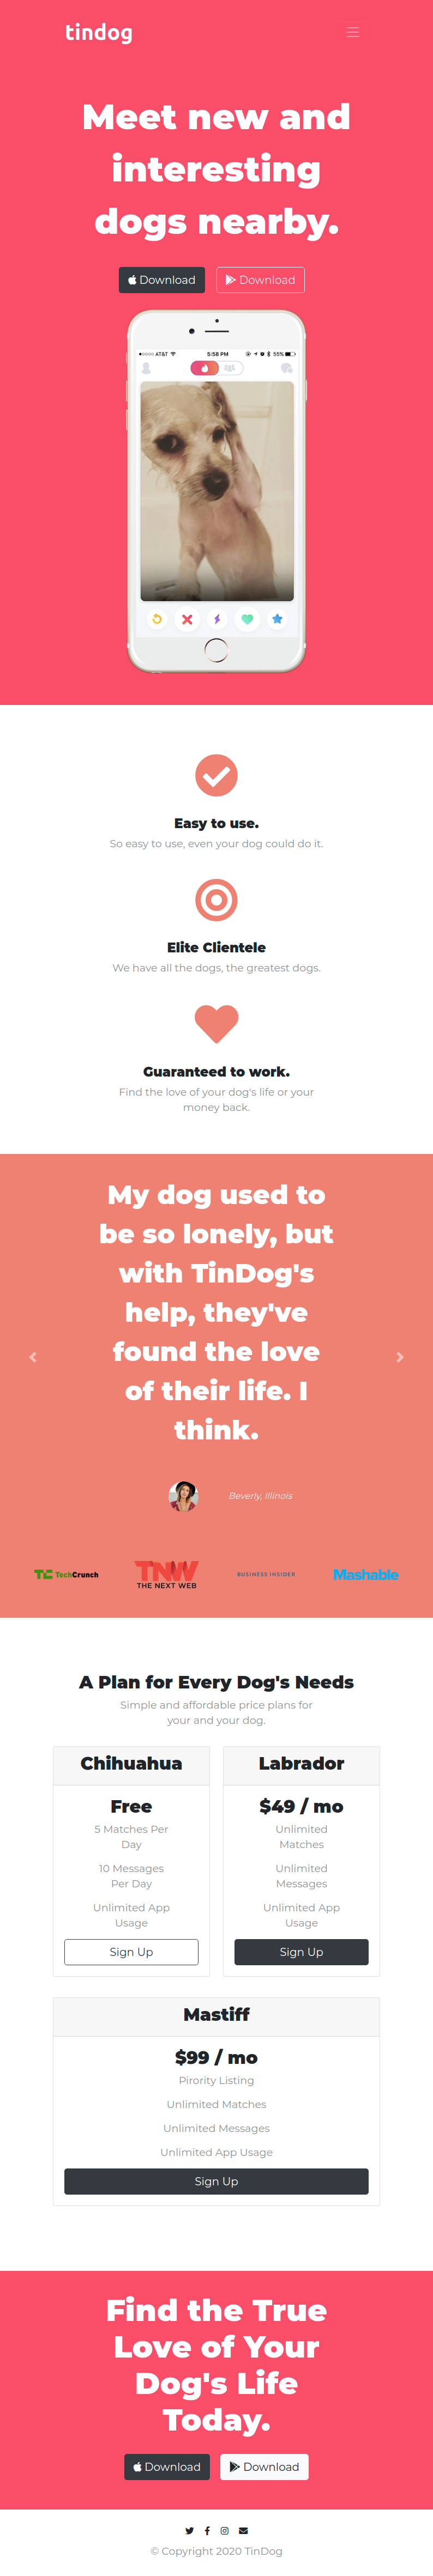 tindog
Meet new and
interesting
dogs nearby.
Download Download
AT&T 5:58 PM 55%
Easy to use.
So easy to use, even your dog could do it.
Elite Clientele
We have all the dogs, the greatest dogs.
Guaranteed to work.
Find the love of your dog's life or your
money back.
My dog used to
be so lonely, but
with TinDog's
help, they've
found the love
of their life. I
think.
Beverly, Illinois
TC TechCrunch
TNW
THE NEXT WEB
BUSINESS INSIDER
Mashable
A Plan for Every Dog's Needs
Simple and affordable price plans for
your and your dog.
Chihuahua
Free
5 Matches Per
Day
10 Messages
Per Day
Unlimited App
Usage
Sign Up
Labrador
$49 / mo
Unlimited
Matches
Unlimited
Messages
Unlimited App
Usage
Sign Up
Mastiff
$99 / mo
Pirority Listing
Unlimited Matches
Unlimited Messages
Unlimited App Usage
Sign Up
Find the True
Love of Your
Dog's Life
Today.
Download Download
© Copyright 2020 TinDog